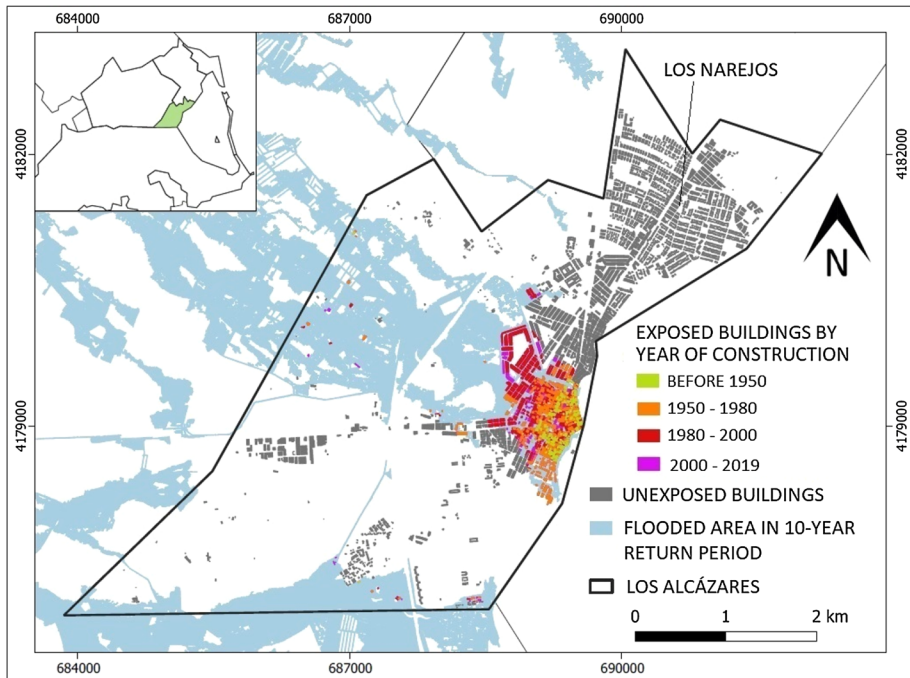 684000
687000
690000
LOS NAREJOS
4182000
4182000
N
EXPOSED BUILDINGS BY
YEAR OF CONSTRUCTION
BEFORE 1950
1950 - 1980
1980 - 2000
2000 - 2019
UNEXPOSED BUILDINGS
FLOODED AREA IN 10-YEAR
RETURN PERIOD
LOS ALCÁZARES
4179000
4179000
0
1
2 km
684000
687000
690000